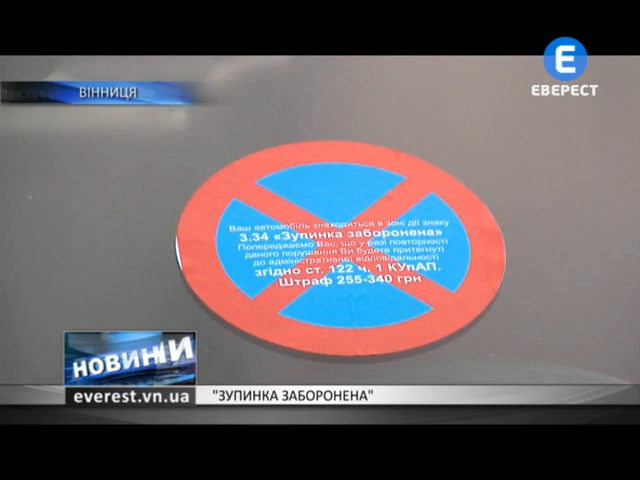 ЕВЕРЕСТ
ВІННИЦЯ
Ваш автомобіль знаходиться в зоні дії знаку
3.34 «Зупинка заборонена»
Попереджаємо Вас, що у разі повторності
даного порушення Ви будете притягнуті
до адміністративної відповідальності
згідно ст. 122 ч. 1 КУпАП.
Штраф 255-340 грн
НОВИНИ
everest.vn.ua
"ЗУПИНКА ЗАБОРОНЕНА"